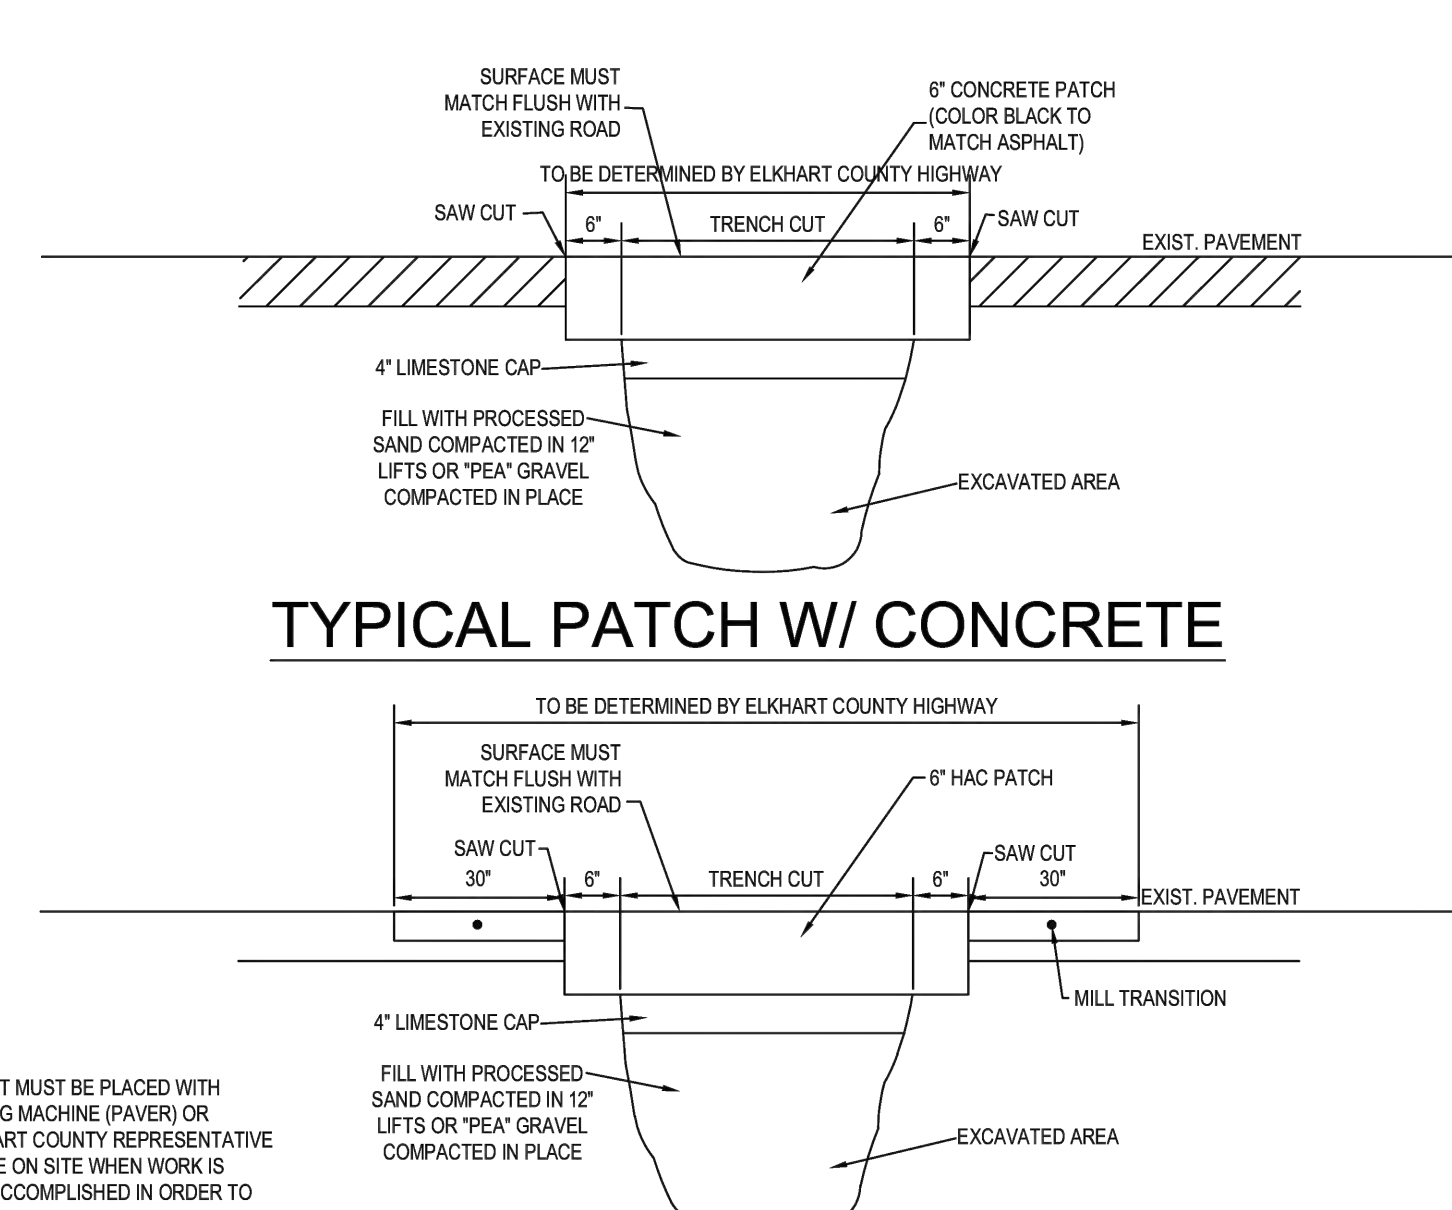 SURFACE MUST
MATCH FLUSH WITH
EXISTING ROAD
6" CONCRETE PATCH
(COLOR BLACK TO
MATCH ASPHALT)
TO BE DETERMINED BY ELKHART COUNTY HIGHWAY
SAW CUT
6"
TRENCH CUT
6"
SAW CUT
EXIST. PAVEMENT
4" LIMESTONE CAP
FILL WITH PROCESSED
SAND COMPACTED IN 12"
LIFTS OR "PEA" GRAVEL
COMPACTED IN PLACE
EXCAVATED AREA
TYPICAL PATCH W/ CONCRETE
TO BE DETERMINED BY ELKHART COUNTY HIGHWAY
SURFACE MUST
MATCH FLUSH WITH
EXISTING ROAD
6" HAC PATCH
SAW CUT
SAW CUT
30"
6"
TRENCH CUT
6"
30"
EXIST. PAVEMENT
MILL TRANSITION
4" LIMESTONE CAP
FILL WITH PROCESSED
SAND COMPACTED IN 12"
LIFTS OR "PEA" GRAVEL
COMPACTED IN PLACE
EXCAVATED AREA
T MUST BE PLACED WITH
G MACHINE (PAVER) OR
ART COUNTY REPRESENTATIVE
E ON SITE WHEN WORK IS
CCOMPLISHED IN ORDER TO